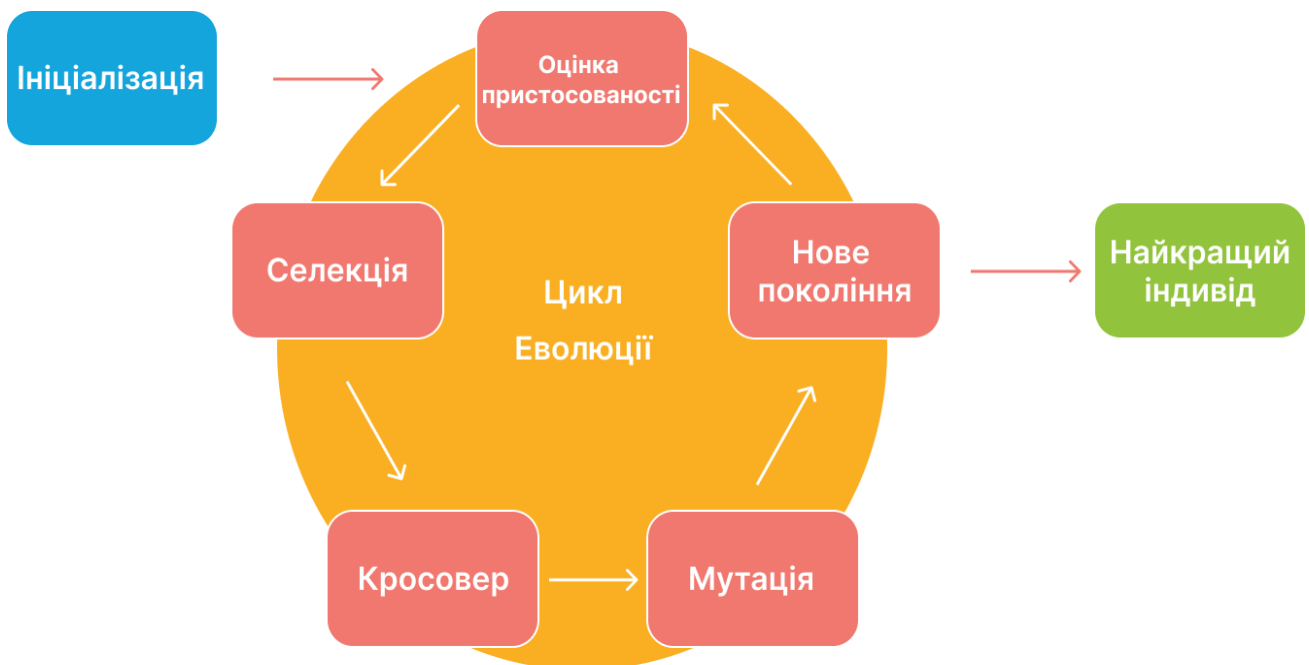 Ініціалізація
Оцінка
пристосованості
Селекція
Нове
покоління
Найкращий
індивід
Цикл
Еволюції
Кросовер
Мутація